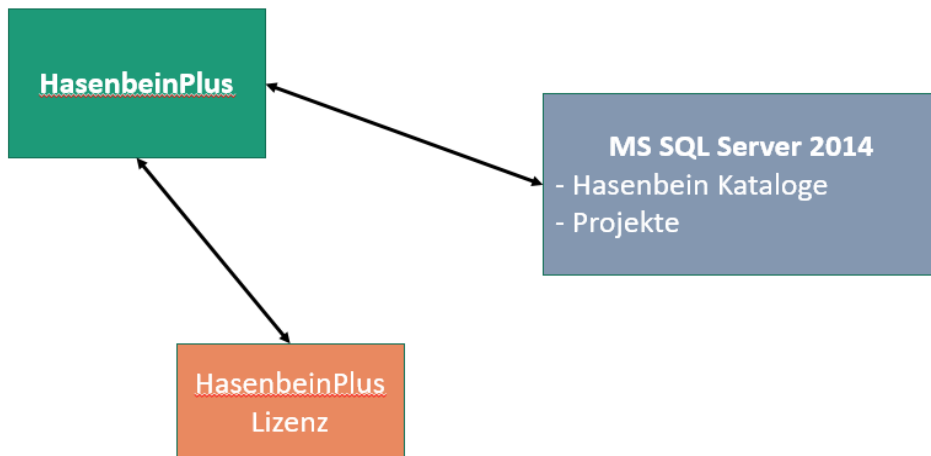 HasenbeinPlus
MS SQL Server 2014
- Hasenbein Kataloge
- Projekte
HasenbeinPlus
Lizenz